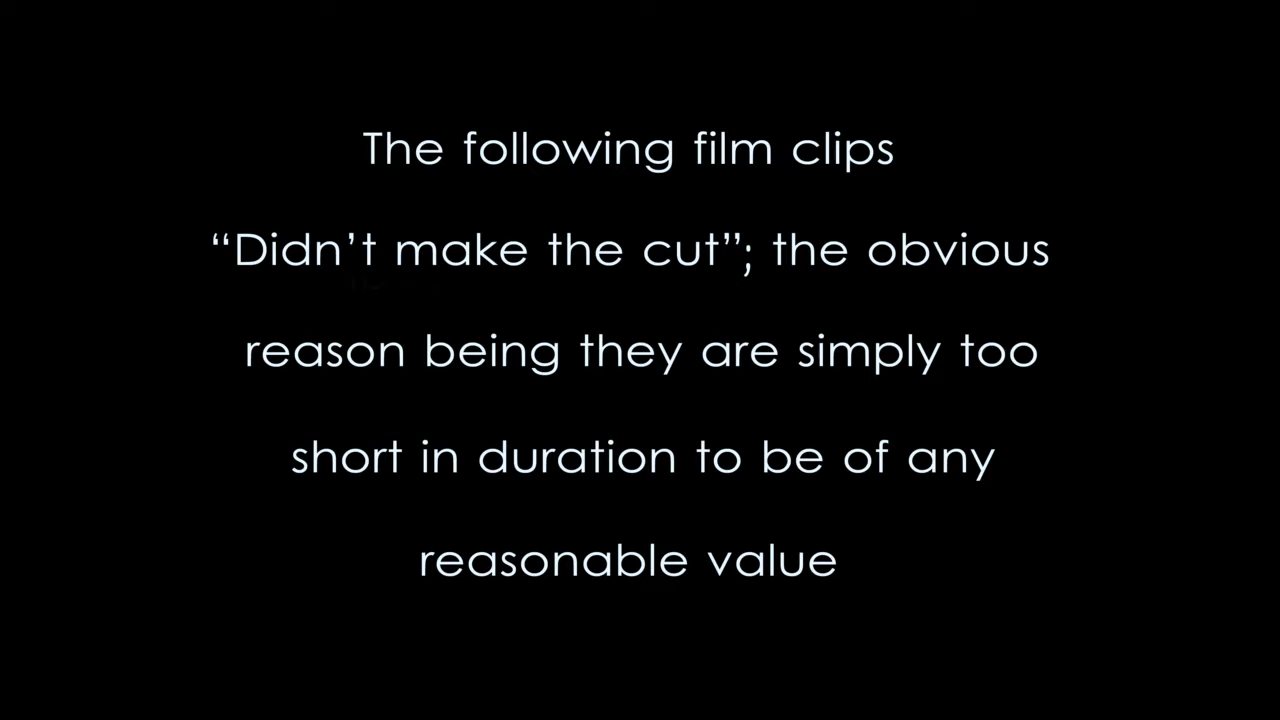 The following film clips
“Didn’t make the cut”; the obvious
reason being they are simply too
short in duration to be of any
reasonable value